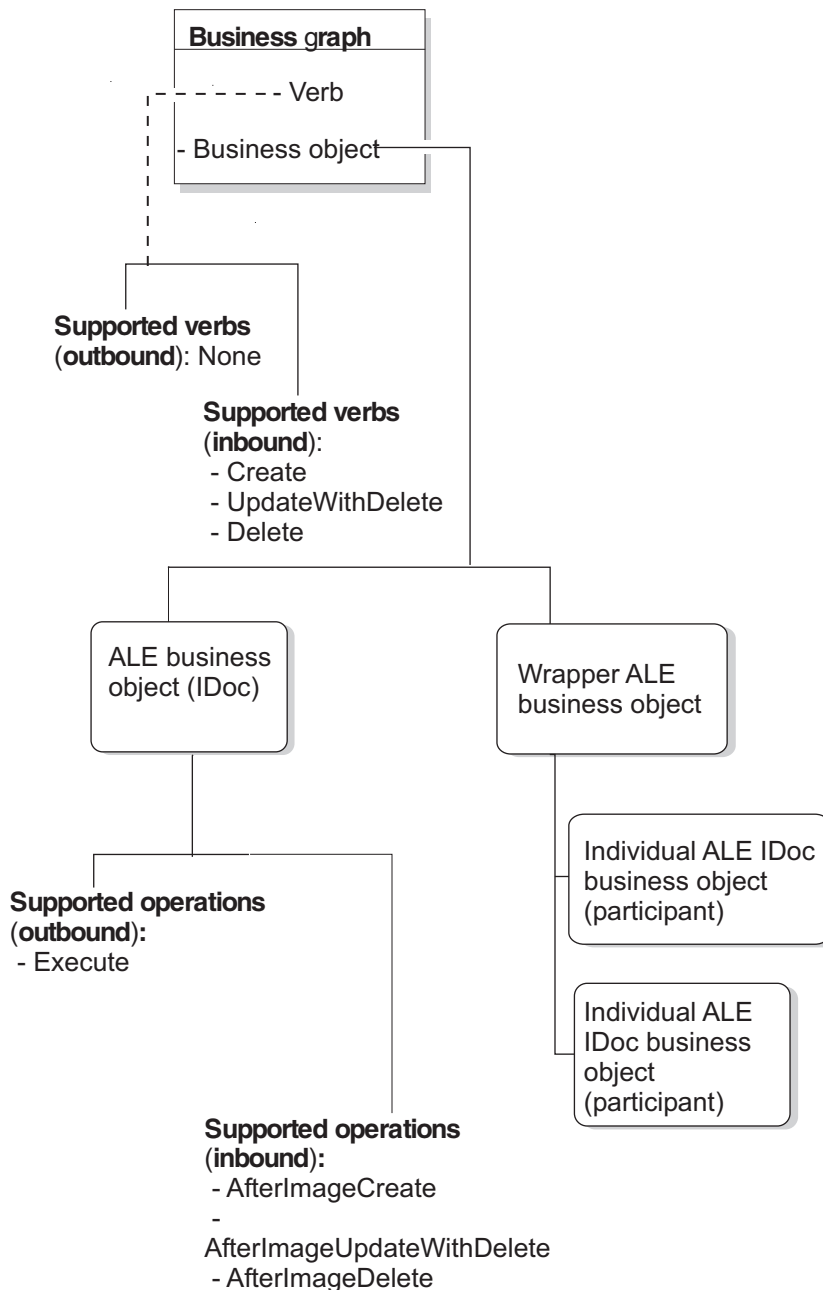 Business graph
- Verb
- Business object
Supported verbs
(outbound): None
Supported verbs
(inbound):
- Create
- UpdateWithDelete
- Delete
ALE business
object (IDoc)
Wrapper ALE
business object
Individual ALE IDoc
business object
(participant)
Supported operations
(outbound):
- Execute
Individual ALE
IDoc business
object
(participant)
Supported operations
(inbound):
- AfterImageCreate
-
AfterImageUpdateWithDelete
- AfterImageDelete